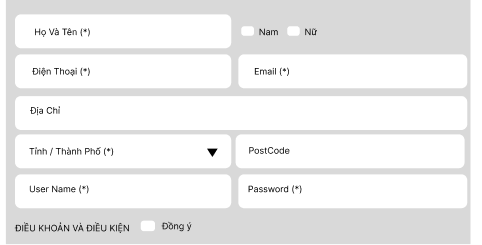 Họ Và Tên (*) Nam Nữ
Điện Thoại (*) Email (*)
Địa Chỉ
Tỉnh / Thành Phố (*) PostCode
User Name (*) Password (*)
ĐIỀU KHOẢN VÀ ĐIỀU KIỆN Đồng ý